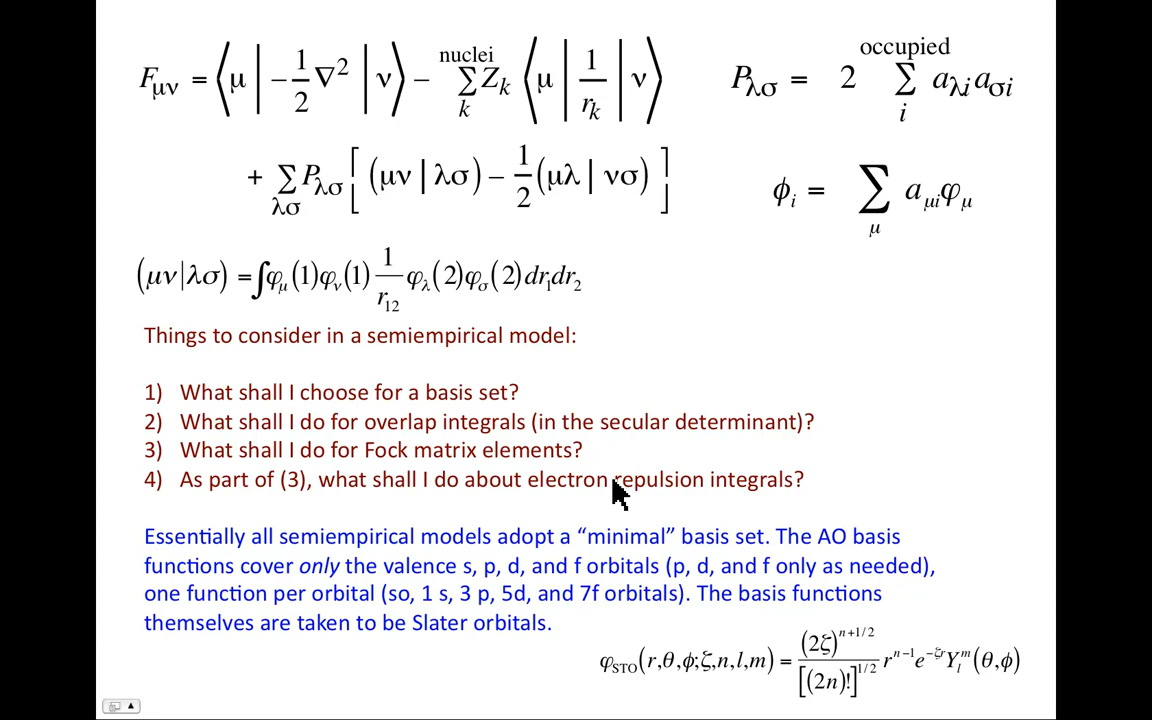 F_μν = ⟨ μ | −1/2 ∇² | ν ⟩ − nuclei ∑ k Z_k ⟨ μ | 1/r_k | ν ⟩
P_λσ = 2 occupied ∑ i a_λi a_σi
+ ∑ λσ P_λσ [ (μν | λσ) − 1/2 (μλ | νσ) ]
ϕ_i = ∑ μ a_μi φ_μ
(μν|λσ) = ∫ φ_μ (1) φ_ν (1) 1/r_12 φ_λ (2) φ_σ (2) dr_1 dr_2
Things to consider in a semiempirical model:
1) What shall I choose for a basis set?
2) What shall I do for overlap integrals (in the secular determinant)?
3) What shall I do for Fock matrix elements?
4) As part of (3), what shall I do about electron repulsion integrals?
Essentially all semiempirical models adopt a “minimal” basis set. The AO basis
functions cover only the valence s, p, d, and f orbitals (p, d, and f only as needed),
one function per orbital (so, 1 s, 3 p, 5d, and 7f orbitals). The basis functions
themselves are taken to be Slater orbitals.
φ_STO (r,θ,ϕ;ζ,n,l,m) = (2ζ)^{n+1/2} / [(2n)!]^{1/2} r^{n−1} e^{−ζr} Y_l^m (θ,ϕ)